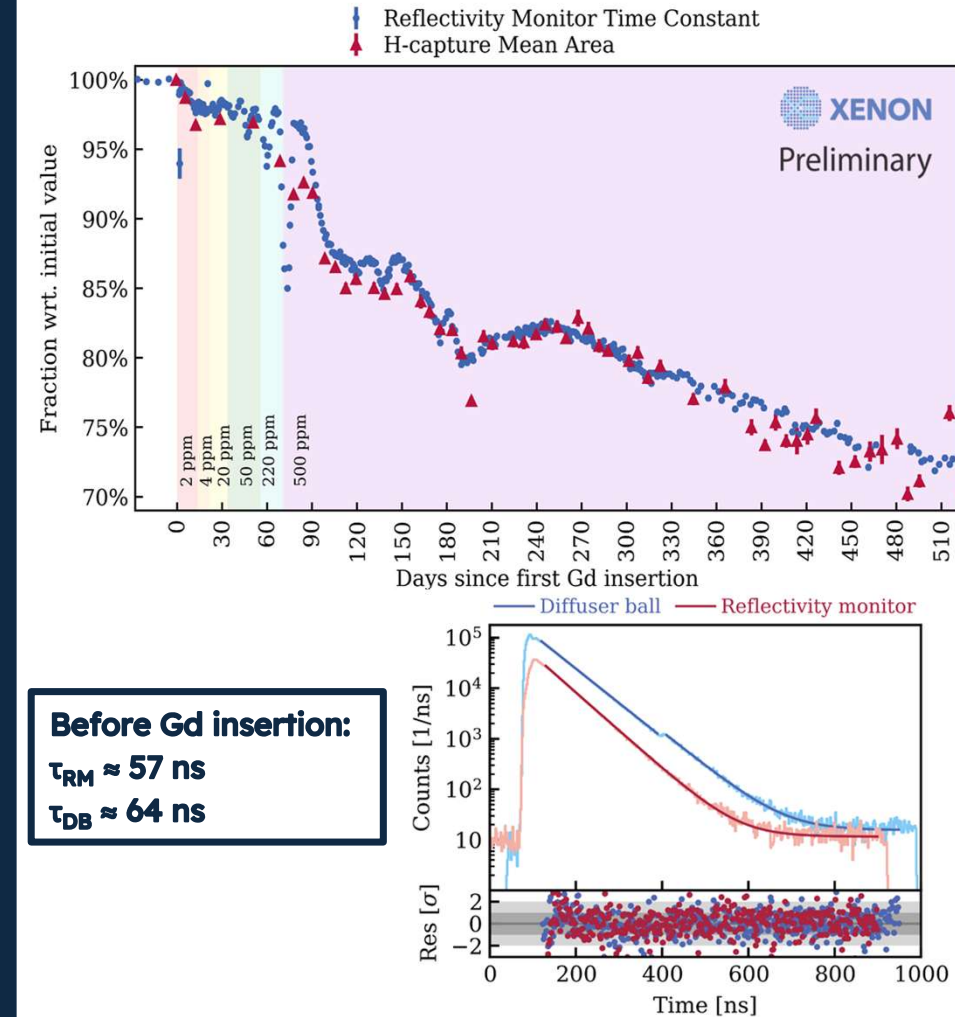 Reflectivity Monitor Time Constant
H-capture Mean Area
XENON
Preliminary
Fraction wrt. initial value
100%
95%
90%
85%
80%
75%
70%
2 ppm
4 ppm
20 ppm
50 ppm
220 ppm
500 ppm
0 30 60 90 120 150 180 210 240 270 300 330 360 390 420 450 480 510
Days since first Gd insertion
Before Gd insertion:
τRM ≈ 57 ns
τDB ≈ 64 ns
Diffuser ball Reflectivity monitor
Counts [1/ns]
10⁵
10⁴
10³
10²
10
Res [σ]
2
0
−2
0 200 400 600 800 1000
Time [ns]